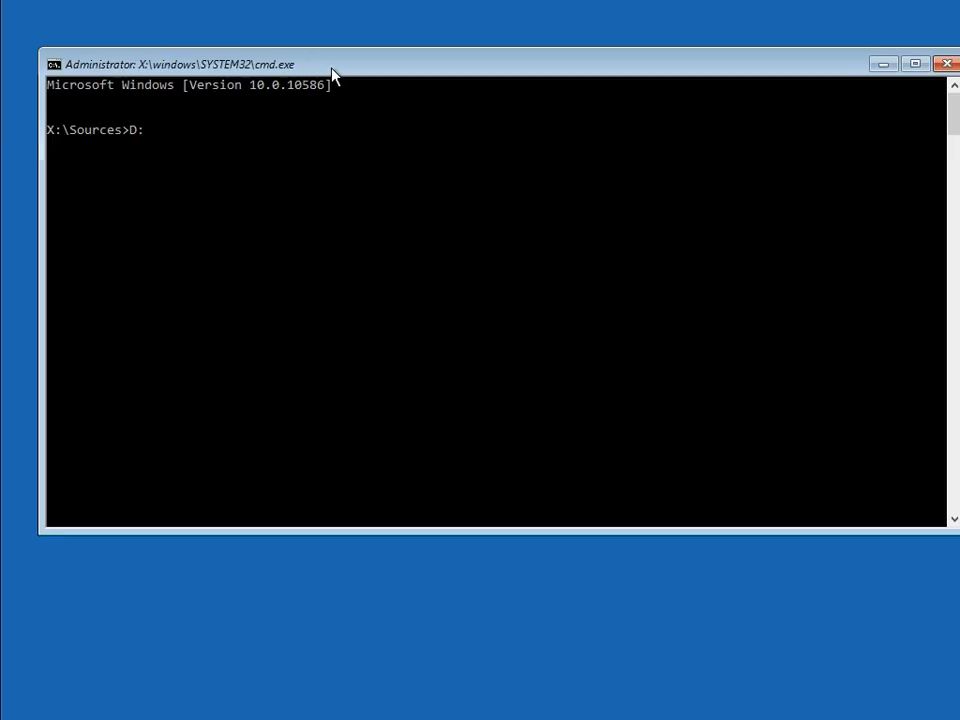 Administrator: X:\windows\SYSTEM32\cmd.exe
Microsoft Windows [Version 10.0.10586]
X:\Sources>D: